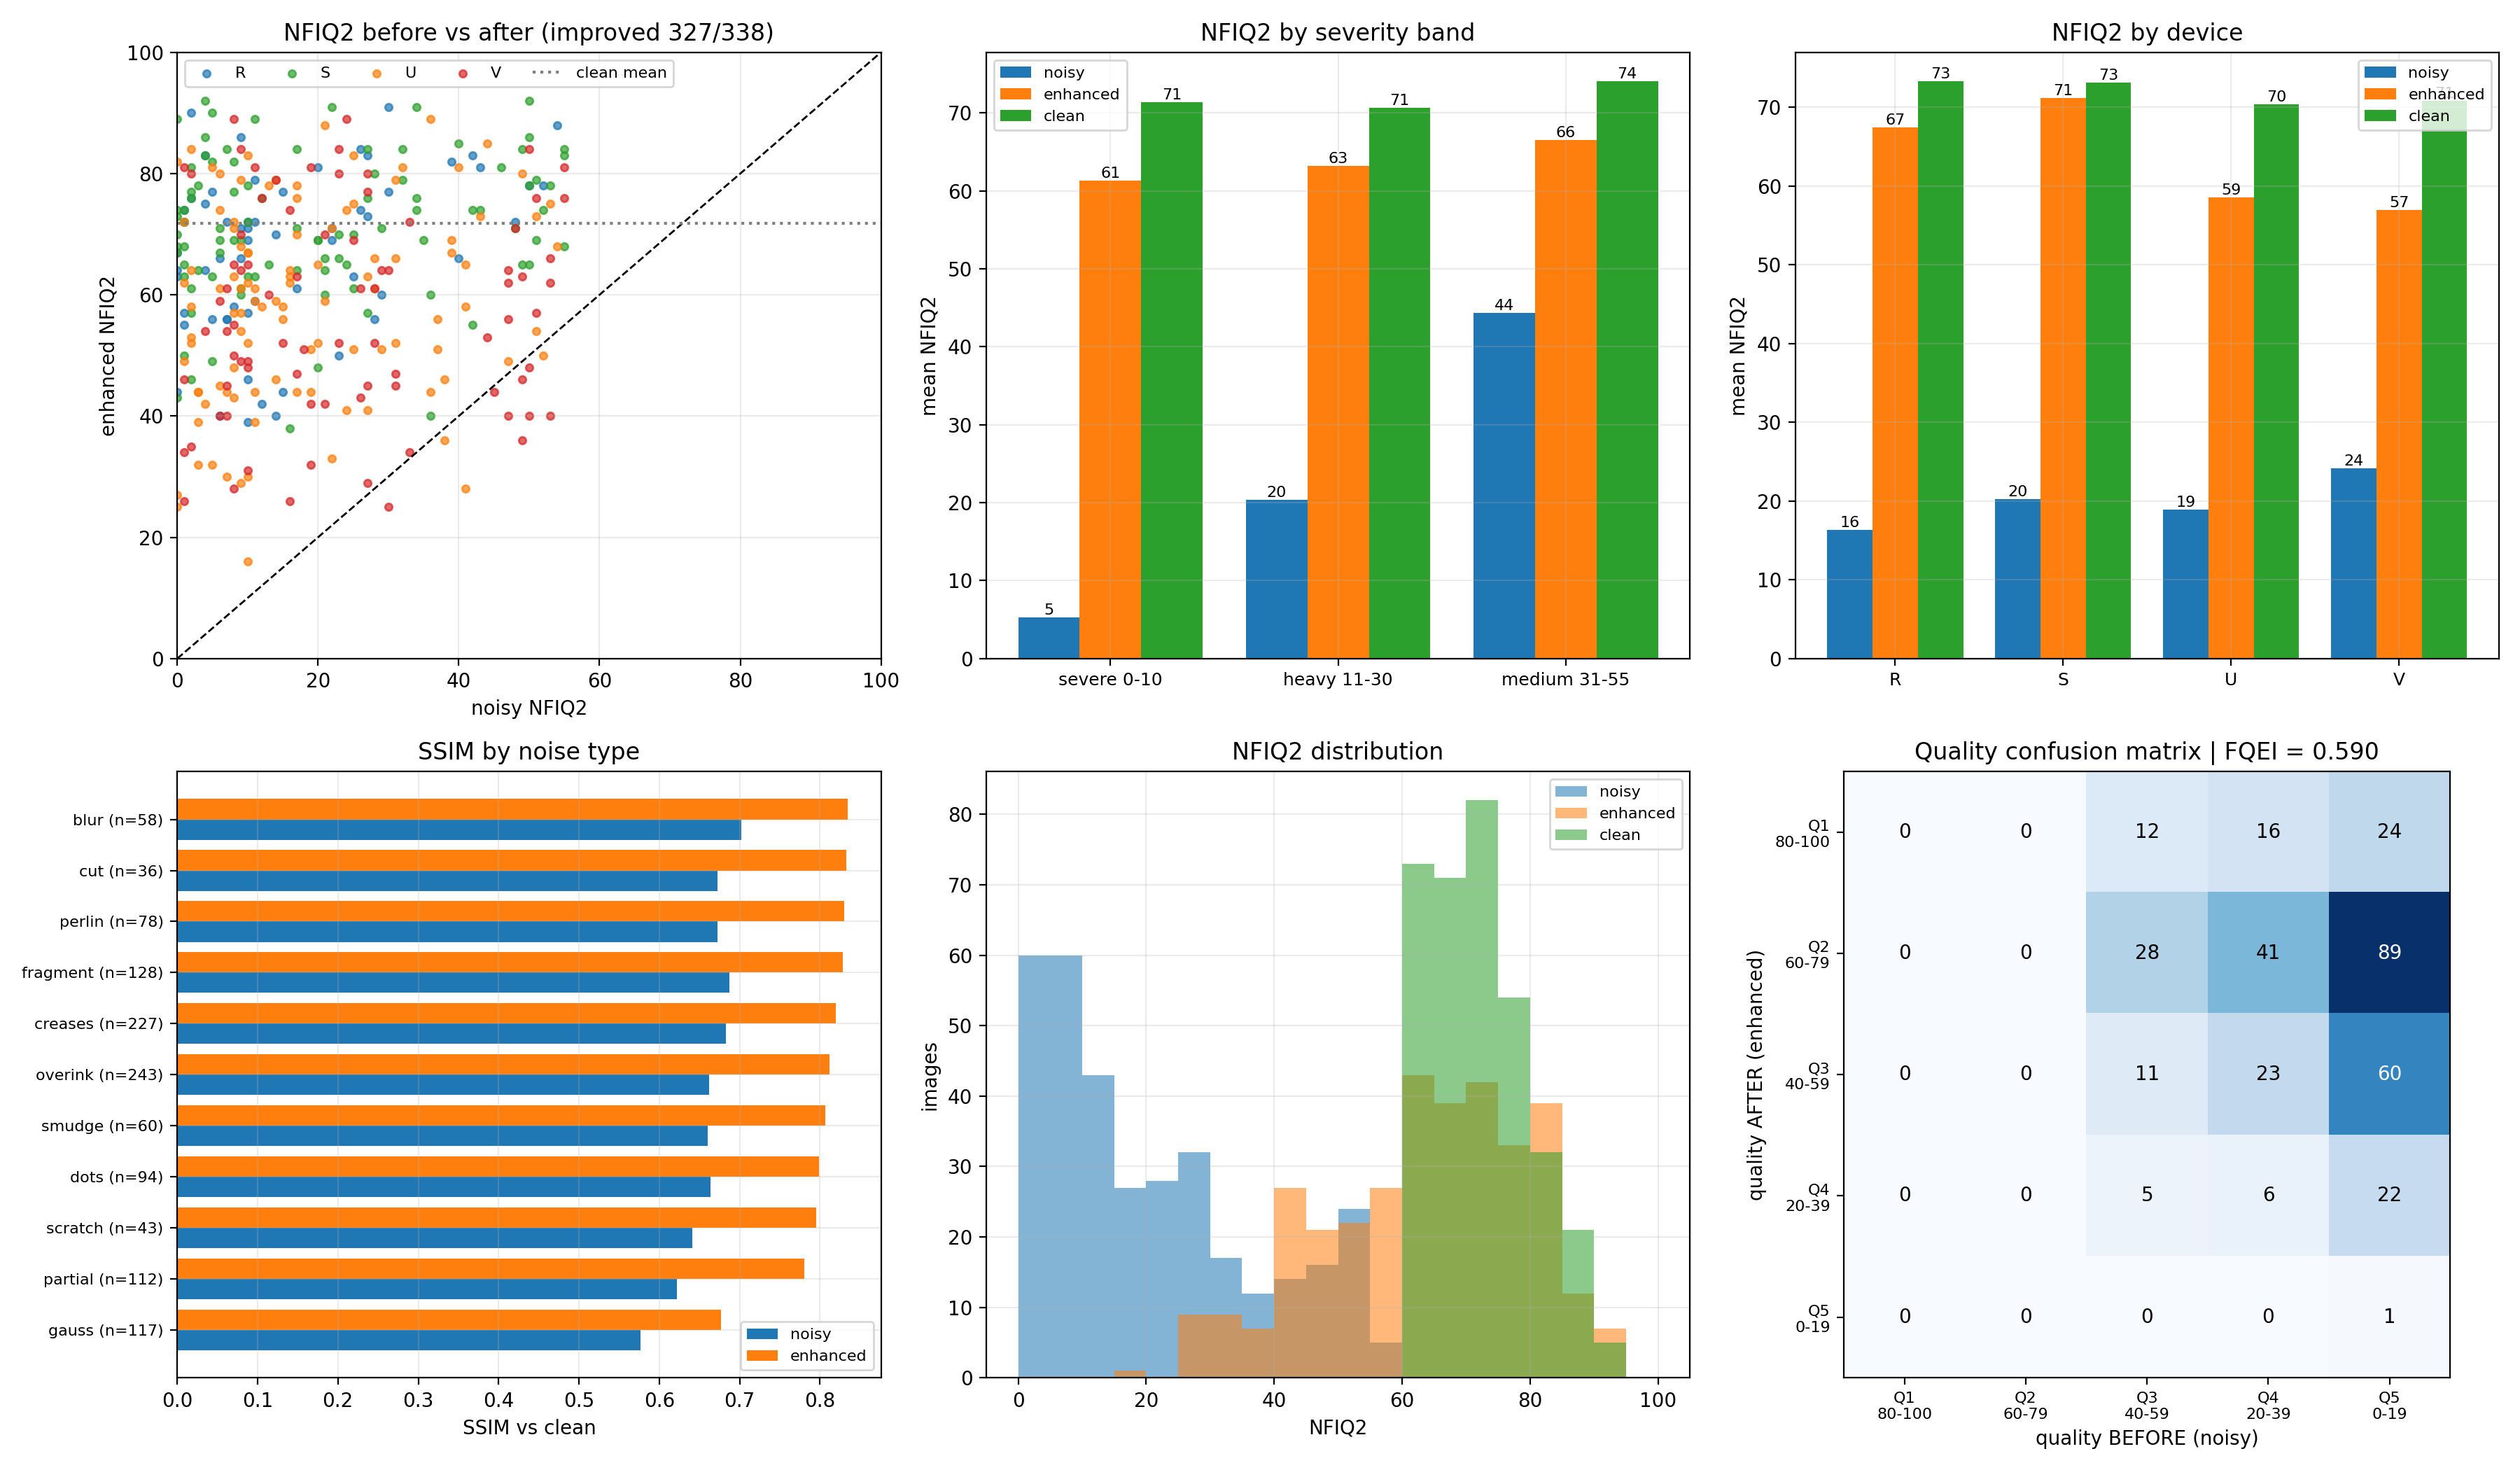 NFIQ2 before vs after (improved 327/338)
R S U V clean mean
100
80
60
40
20
0
enhanced NFIQ2
0 20 40 60 80 100
noisy NFIQ2
NFIQ2 by severity band
noisy
enhanced
clean
70
60
50
40
30
20
10
0
mean NFIQ2
5 61 71
20 63 71
44 66 74
severe 0-10 heavy 11-30 medium 31-55
NFIQ2 by device
noisy
enhanced
clean
70
60
50
40
30
20
10
0
mean NFIQ2
16 67 73
20 71 73
19 59 70
24 57 71
R S U V
SSIM by noise type
blur (n=58)
cut (n=36)
perlin (n=78)
fragment (n=128)
creases (n=227)
overink (n=243)
smudge (n=60)
dots (n=94)
scratch (n=43)
partial (n=112)
gauss (n=117)
noisy
enhanced
0.0 0.1 0.2 0.3 0.4 0.5 0.6 0.7 0.8
SSIM vs clean
NFIQ2 distribution
noisy
enhanced
clean
80
70
60
50
40
30
20
10
0
images
0 20 40 60 80 100
NFIQ2
Quality confusion matrix | FQEI = 0.590
quality AFTER (enhanced)
Q1
80-100
0 0 12 16 24
Q2
60-79
0 0 28 41 89
Q3
40-59
0 0 11 23 60
Q4
20-39
0 0 5 6 22
Q5
0-19
0 0 0 0 1
Q1 Q2 Q3 Q4 Q5
80-100 60-79 40-59 20-39 0-19
quality BEFORE (noisy)